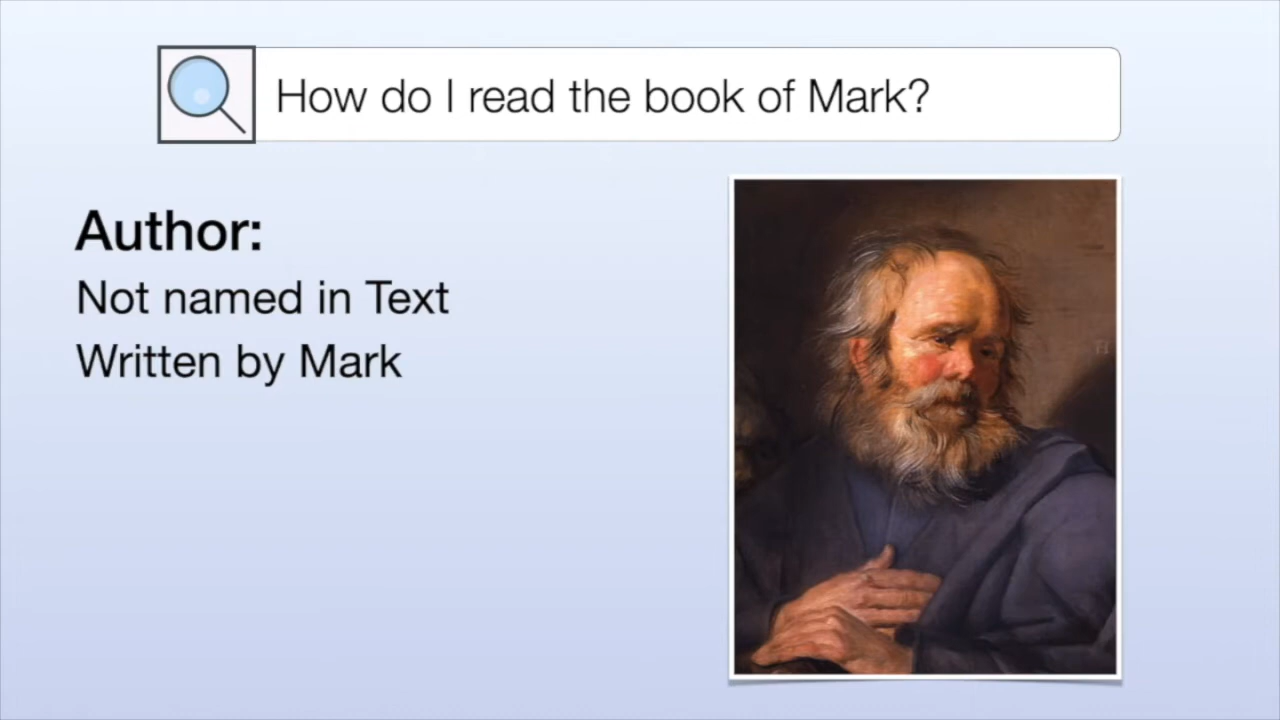 How do I read the book of Mark?
Author:
Not named in Text
Written by Mark